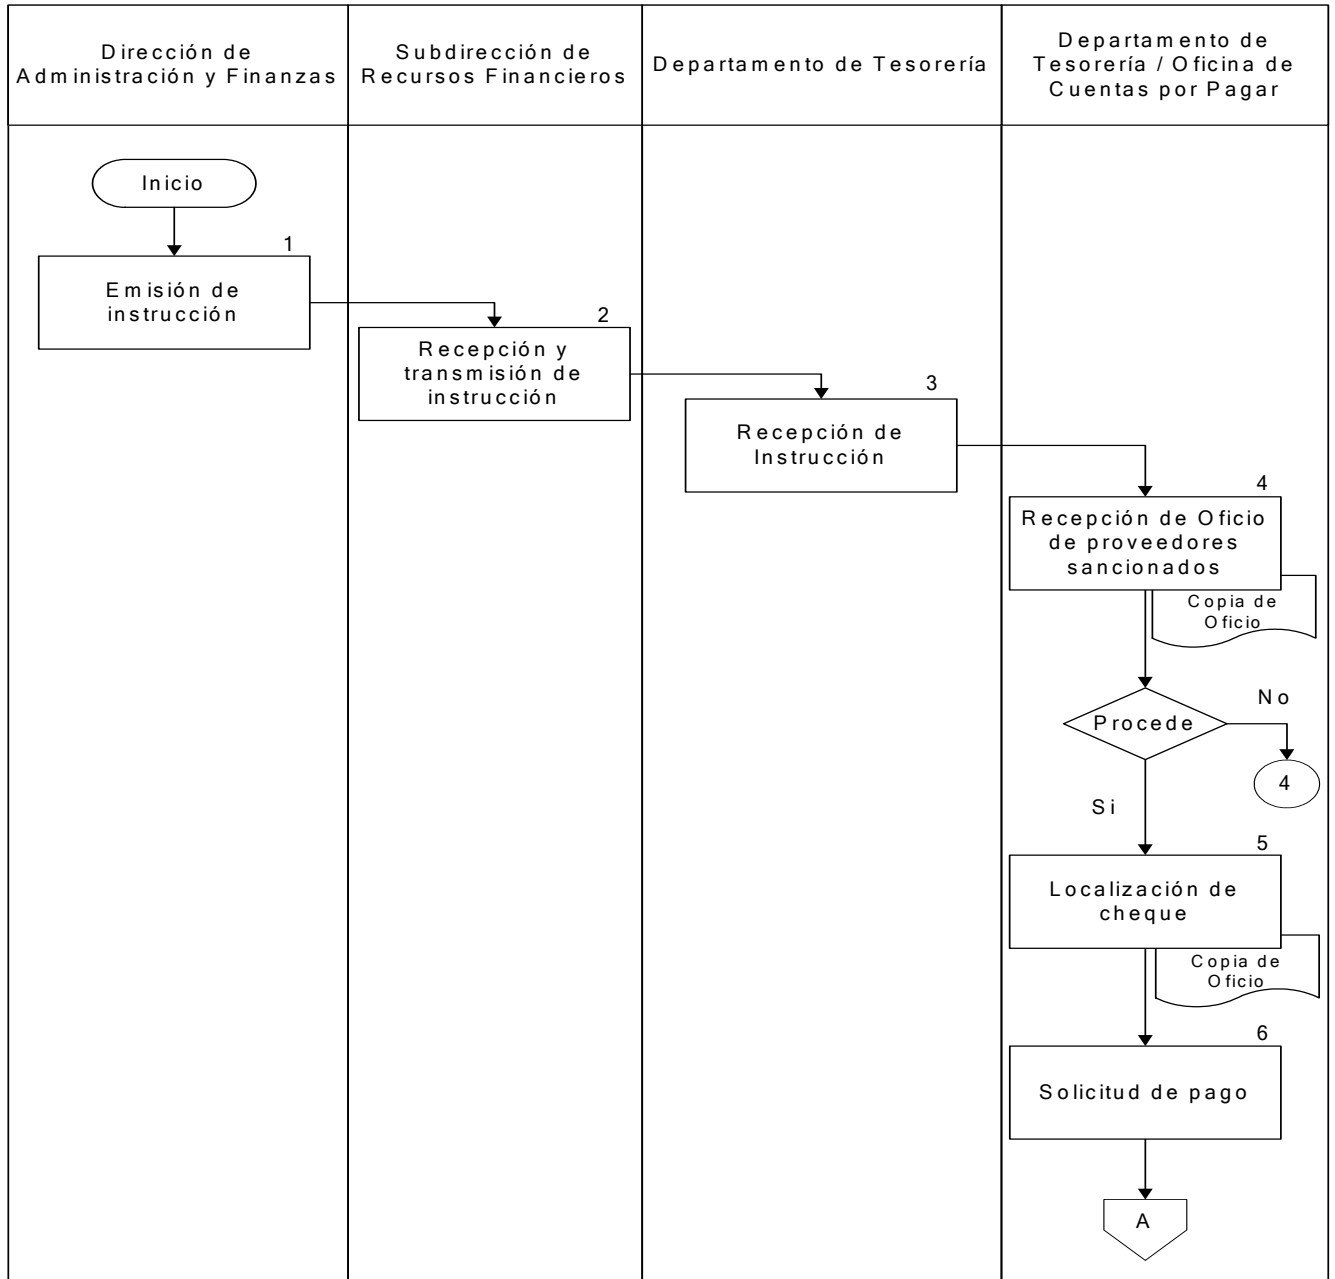 Dirección de
Administración y Finanzas
Subdirección de
Recursos Financieros
Departamento de Tesorería
Departamento de
Tesorería / Oficina de
Cuentas por Pagar
Inicio
1
Emisión de
instrucción
2
Recepción y
transmisión de
instrucción
3
Recepción de
Instrucción
4
Recepción de Oficio
de proveedores
sancionados
Copia de
Oficio
Procede
No
4
Si
5
Localización de
cheque
Copia de
Oficio
6
Solicitud de pago
A